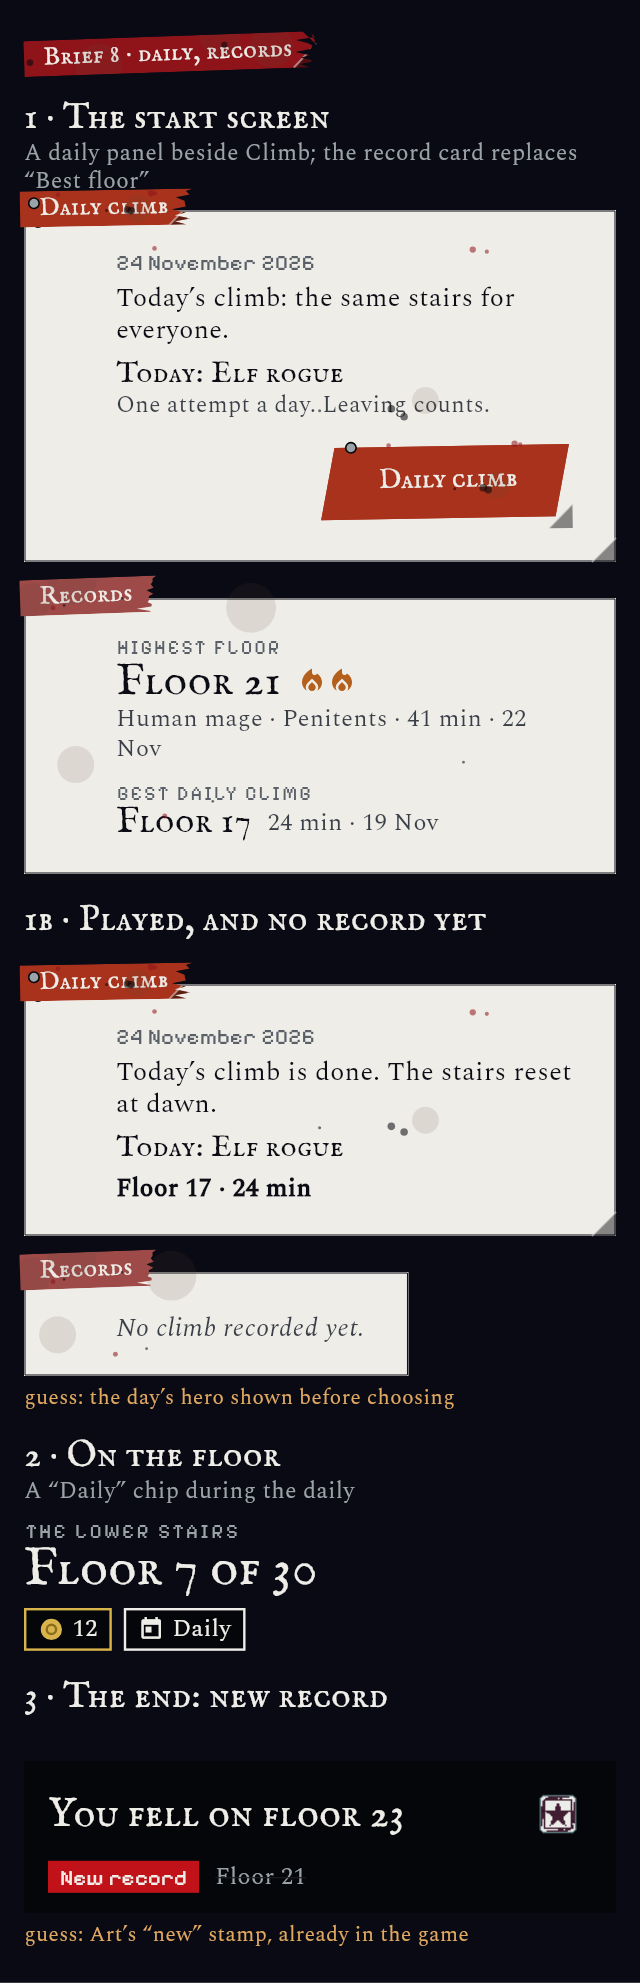 Brief 8 · daily, records
1 · The start screen
A daily panel beside Climb; the record card replaces
“Best floor”
Daily climb
24 November 2026
Today’s climb: the same stairs for
everyone.
Today: Elf rogue
One attempt a day..Leaving counts.
Daily climb
Records
Highest floor
Floor 21
Human mage · Penitents · 41 min · 22
Nov
Best daily climb
Floor 17 24 min · 19 Nov
1b · Played, and no record yet
Daily climb
24 November 2026
Today’s climb is done. The stairs reset
at dawn.
Today: Elf rogue
Floor 17 · 24 min
Records
No climb recorded yet.
guess: the day’s hero shown before choosing
2 · On the floor
A “Daily” chip during the daily
The lower stairs
Floor 7 of 30
12 Daily
3 · The end: new record
You fell on floor 23
New record Floor 21
guess: Art’s “new” stamp, already in the game